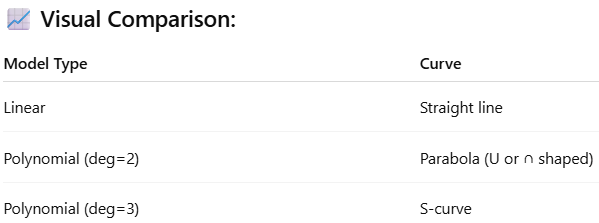 📈 Visual Comparison:
Model Type Curve
Linear Straight line
Polynomial (deg=2) Parabola (U or ∩ shaped)
Polynomial (deg=3) S-curve